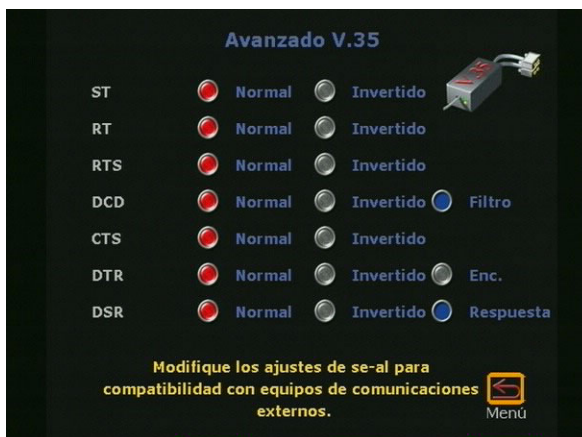 Avanzado V.35
V.35
ST Normal Invertido
RT Normal Invertido
RTS Normal Invertido
DCD Normal Invertido Filtro
CTS Normal Invertido
DTR Normal Invertido Enc.
DSR Normal Invertido Respuesta
Modifique los ajustes de se-al para
compatibilidad con equipos de comunicaciones
externos.
Menú